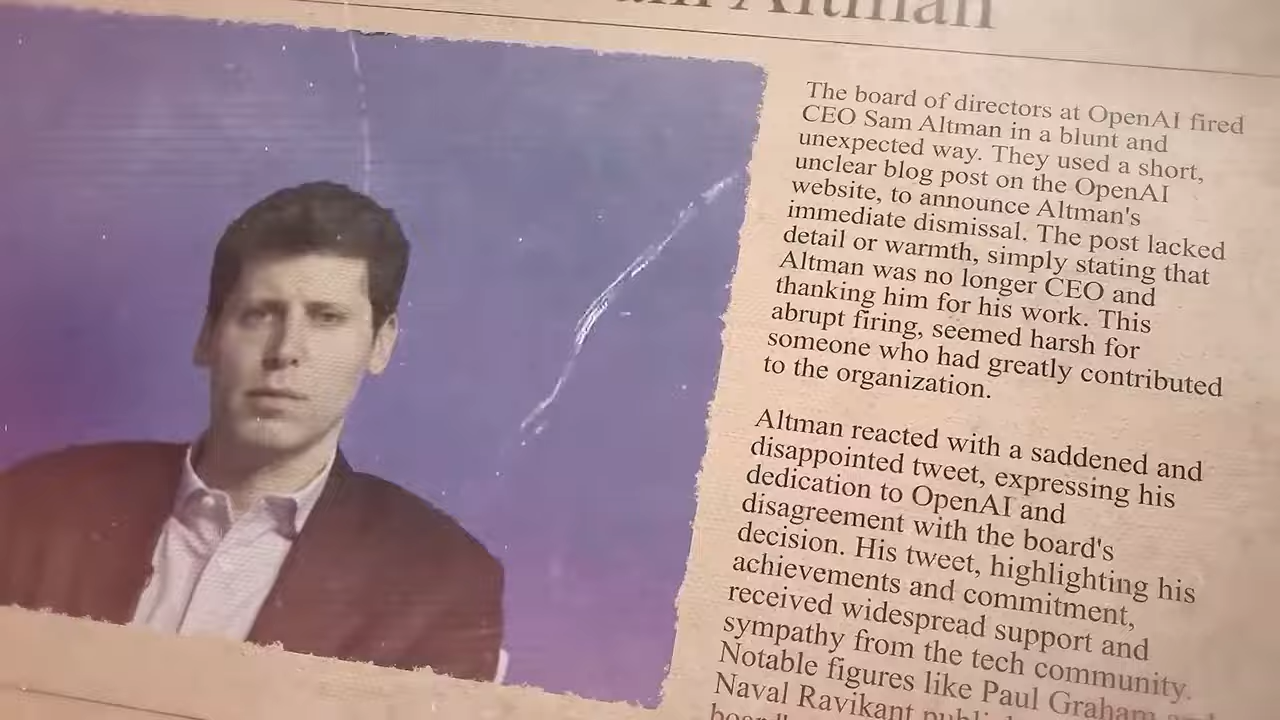 Altman
The board of directors at OpenAI fired
CEO Sam Altman in a blunt and
unexpected way. They used a short,
unclear blog post on the OpenAI
website, to announce Altman's
immediate dismissal. The post lacked
detail or warmth, simply stating that
Altman was no longer CEO and
thanking him for his work. This
abrupt firing, seemed harsh for
someone who had greatly contributed
to the organization.
Altman reacted with a saddened and
disappointed tweet, expressing his
dedication to OpenAI and
disagreement with the board's
decision. His tweet, highlighting his
achievements and commitment,
received widespread support and
sympathy from the tech community.
Notable figures like Paul Graham and
Naval Ravikant